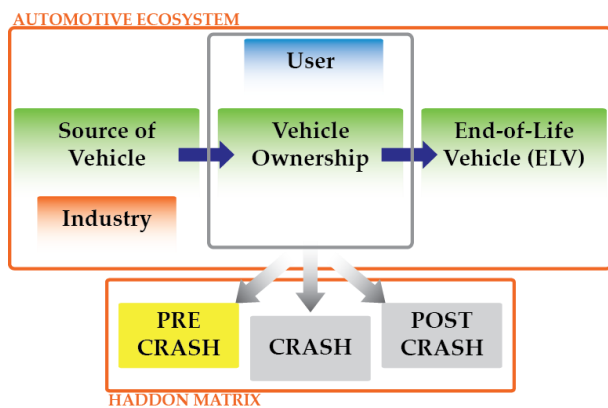 AUTOMOTIVE ECOSYSTEM
User
Source of
Vehicle
Vehicle
Ownership
End-of-Life
Vehicle (ELV)
Industry
PRE
CRASH
CRASH
POST
CRASH
HADDON MATRIX